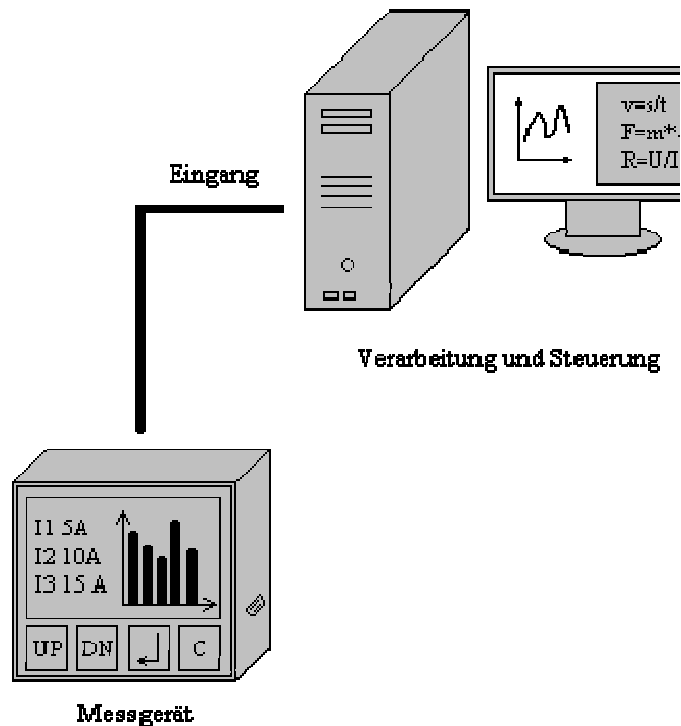 v=s/t
F=m*
R=U/I
Eingang
Verarbeitung und Steuerung
I1 5A
I2 10A
I3 15 A
UP DN C
Messgerät